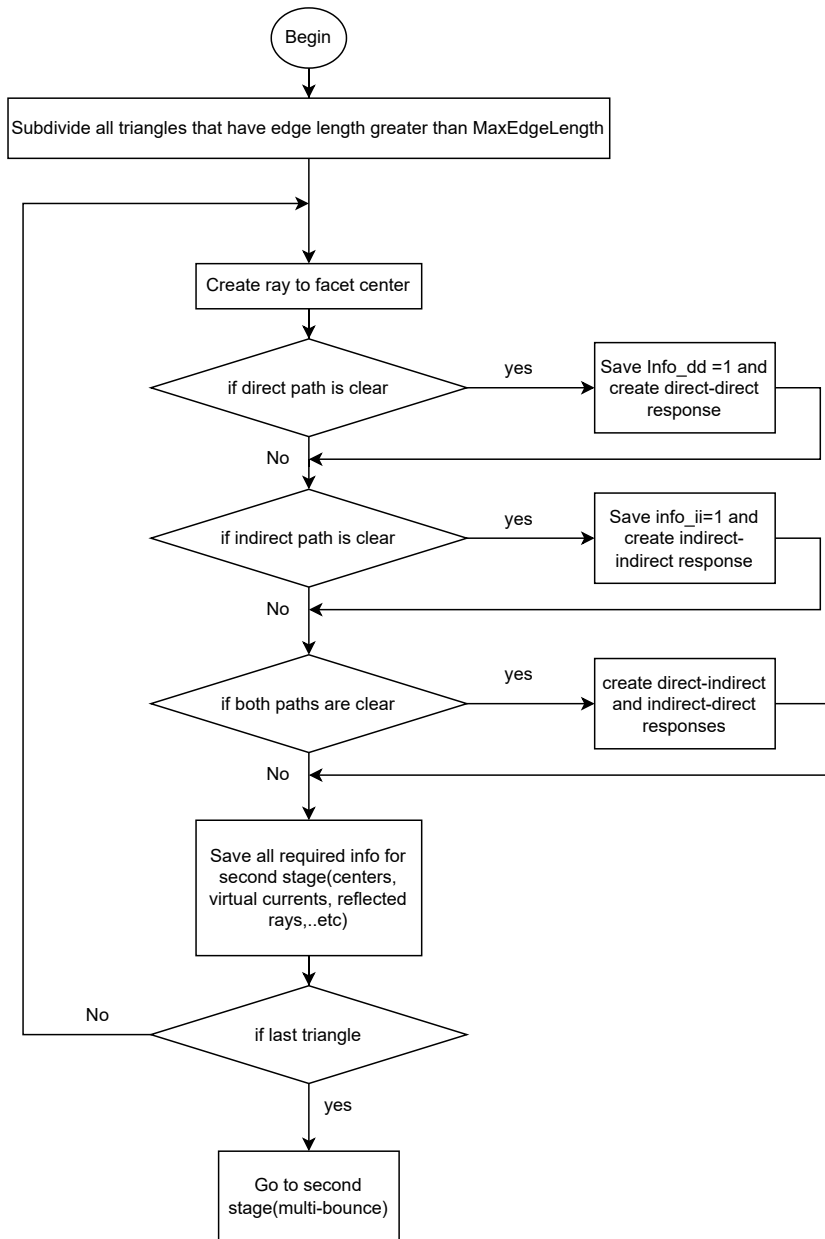 Begin
Subdivide all triangles that have edge length greater than MaxEdgeLength
Create ray to facet center
if direct path is clear
yes
Save Info_dd =1 and
create direct-direct
response
No
if indirect path is clear
yes
Save info_ii=1 and
create indirect-
indirect response
No
if both paths are clear
yes
create direct-indirect
and indirect-direct
responses
No
Save all required info for
second stage(centers,
virtual currents, reflected
rays,..etc)
No
if last triangle
yes
Go to second
stage(multi-bounce)